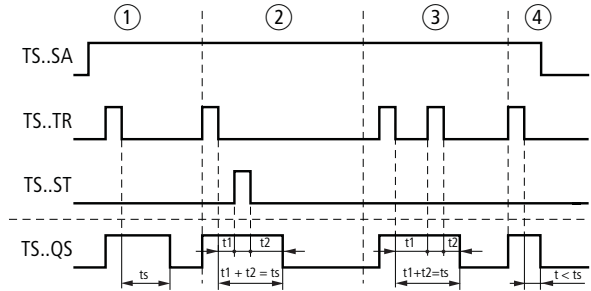 ① ② ③ ④
TS..SA
TS..TR
TS..ST
TS..QS
t1 t2 t1 t2
ts t1 + t2 = ts t1+t2=ts t < ts